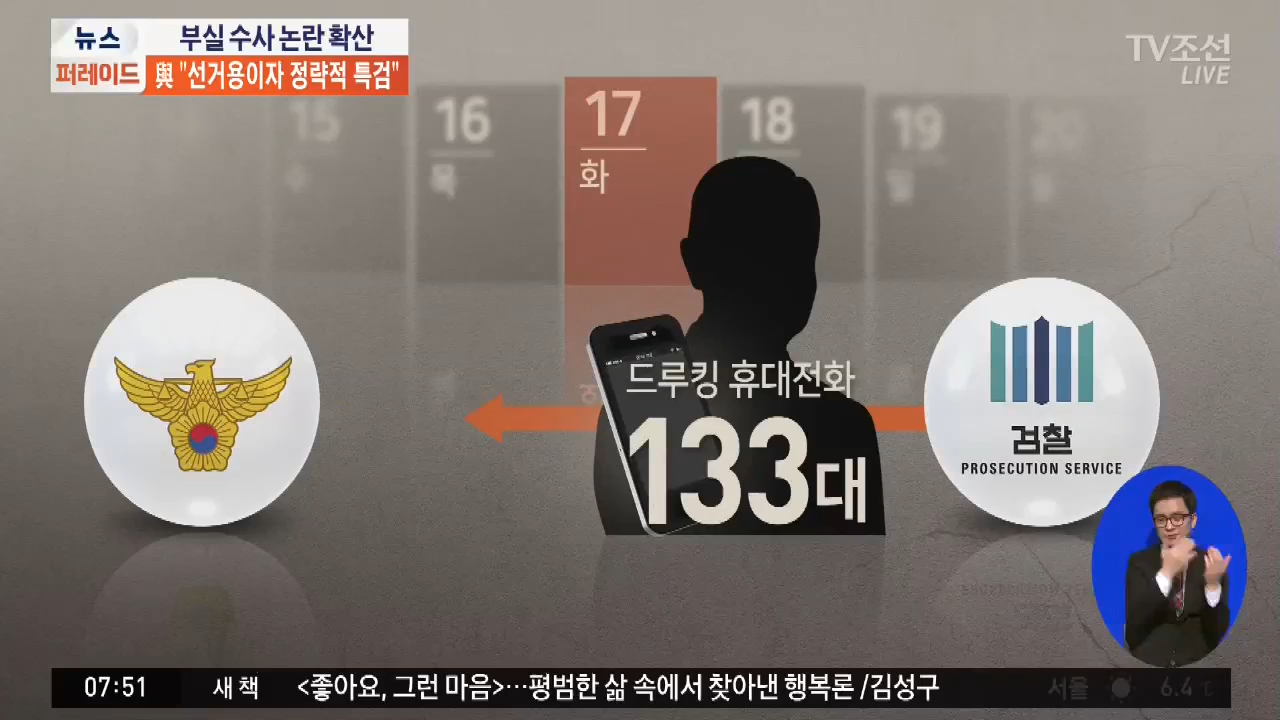 뉴스
퍼레이드
부실 수사 논란 확산
與 "선거용이자 정략적 특검"
TV조선
LIVE
15
16
목
17
화
18
19
일
20
드루킹 휴대전화
133대
검찰
PROSECUTION SERVICE
07:51 새 책 <좋아요, 그런 마음>…평범한 삶 속에서 찾아낸 행복론 /김성구
서울 6.4℃